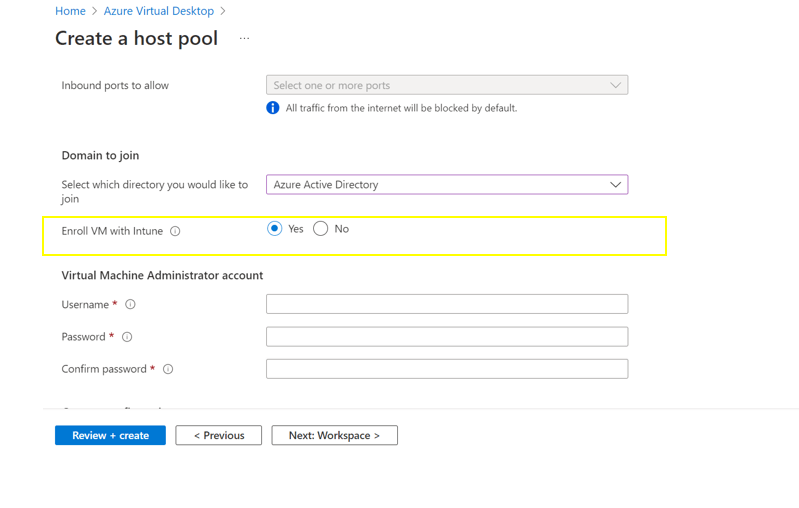 Home > Azure Virtual Desktop >
Create a host pool ...
Inbound ports to allow
Select one or more ports
All traffic from the internet will be blocked by default.
Domain to join
Select which directory you would like to
join
Azure Active Directory
Enroll VM with Intune
Yes No
Virtual Machine Administrator account
Username *
Password *
Confirm password *
Review + create
< Previous
Next: Workspace >